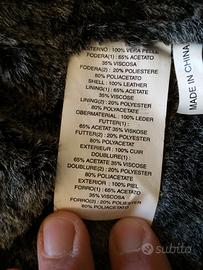 ESTERNO : 100% VERA PELLE
FODERA(1) : 65% ACETATO
35% VISCOSA
FODERA(2) : 20% POLIESTERE
80% POLIACETATO
SHELL : 100% LEATHER
LINING(1) : 65% ACETATO
35% VISCOSE
LINING(2) : 20% POLYESTER
80% POLYACETATE
OBERMATERIAL : 100% LEDER
FUTTER(1) :
65% ACETAT 35% VISKOSE
FUTTER(2) : 20% POLYESTER
80% POLYACETAT
EXTERIEUR : 100% CUIR
DOUBLURE(1) :
65% ACETATE 35% VISCOSE
DOUBLURE(2) : 20% POLYESTER
80% POLIACETATE
EXTERIOR : 100% PIEL
FORRO(1) : 65% ACETATO
35% VISCOSA
FORRO(2) : 20% POLYESTER
80% POLIACETATO
MADE IN CHINA
subito